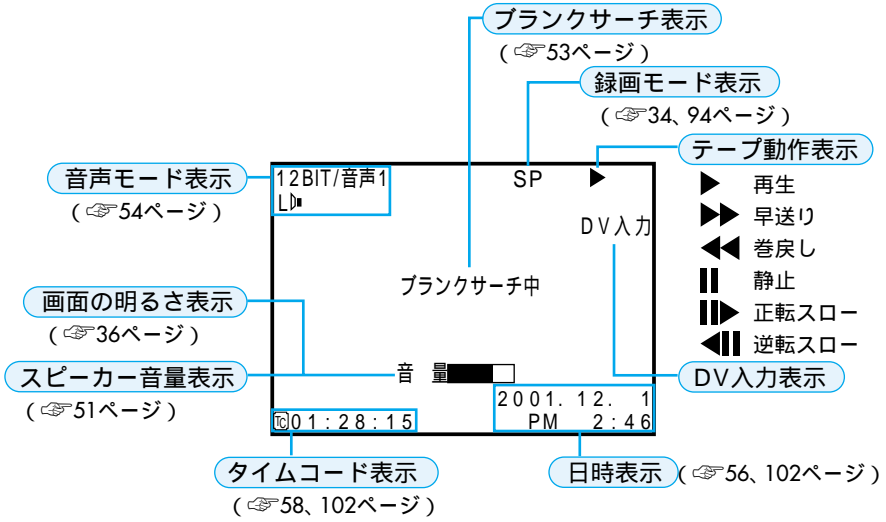 ブランクサーチ表示
(☞53ページ)
録画モード表示
(☞34、94ページ)
テープ動作表示
▶ 再生
▶▶ 早送り
◀◀ 巻戻し
❙❙ 静止
❙❙▶ 正転スロー
◀❙❙ 逆転スロー
音声モード表示
(☞54ページ)
12BIT/音声1
L
SP ▶
DV入力
ブランクサーチ中
画面の明るさ表示
(☞36ページ)
スピーカー音量表示
(☞51ページ)
音 量
DV入力表示
2001. 12. 1
PM 2:46
TC 01:28:15
タイムコード表示
(☞58、102ページ)
日時表示 (☞56、102ページ)